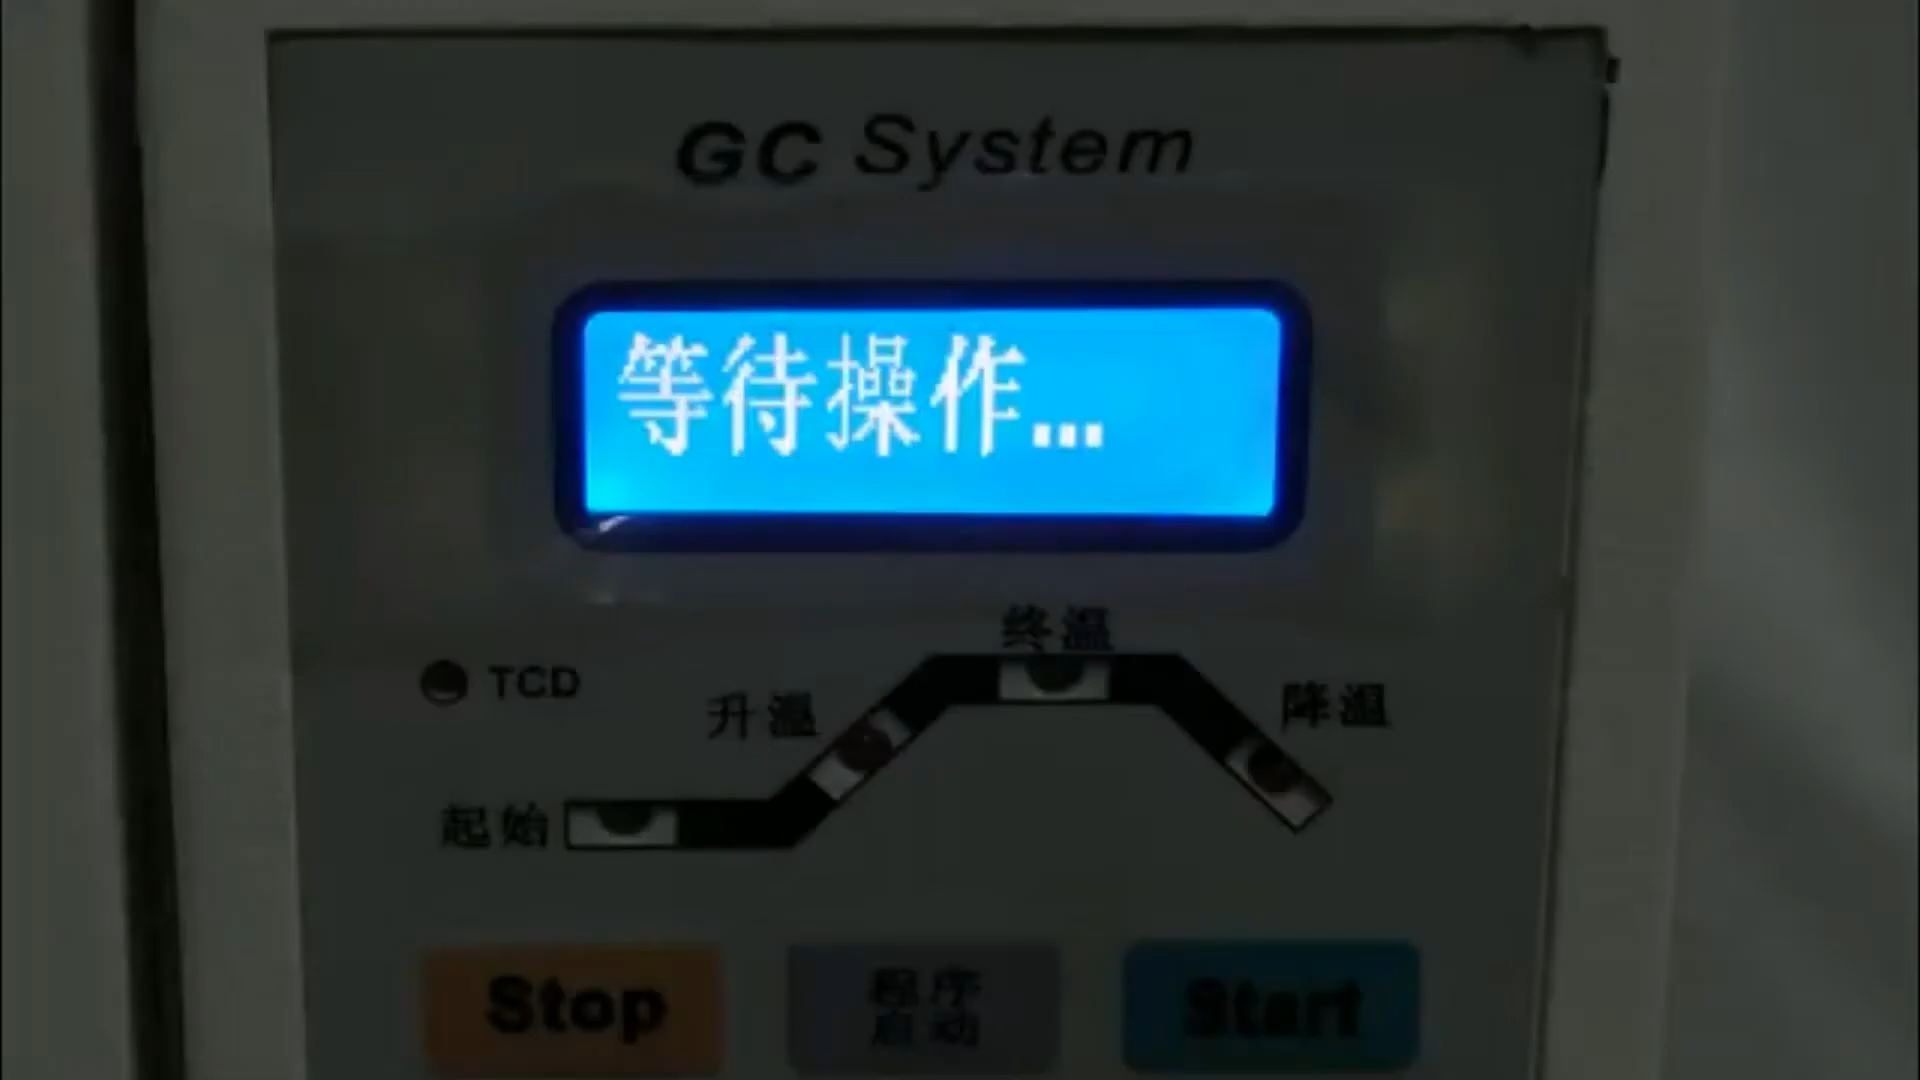 GC System
等待操作...
终温
TCD
升温
降温
起始
Stop
程序
启动
Start